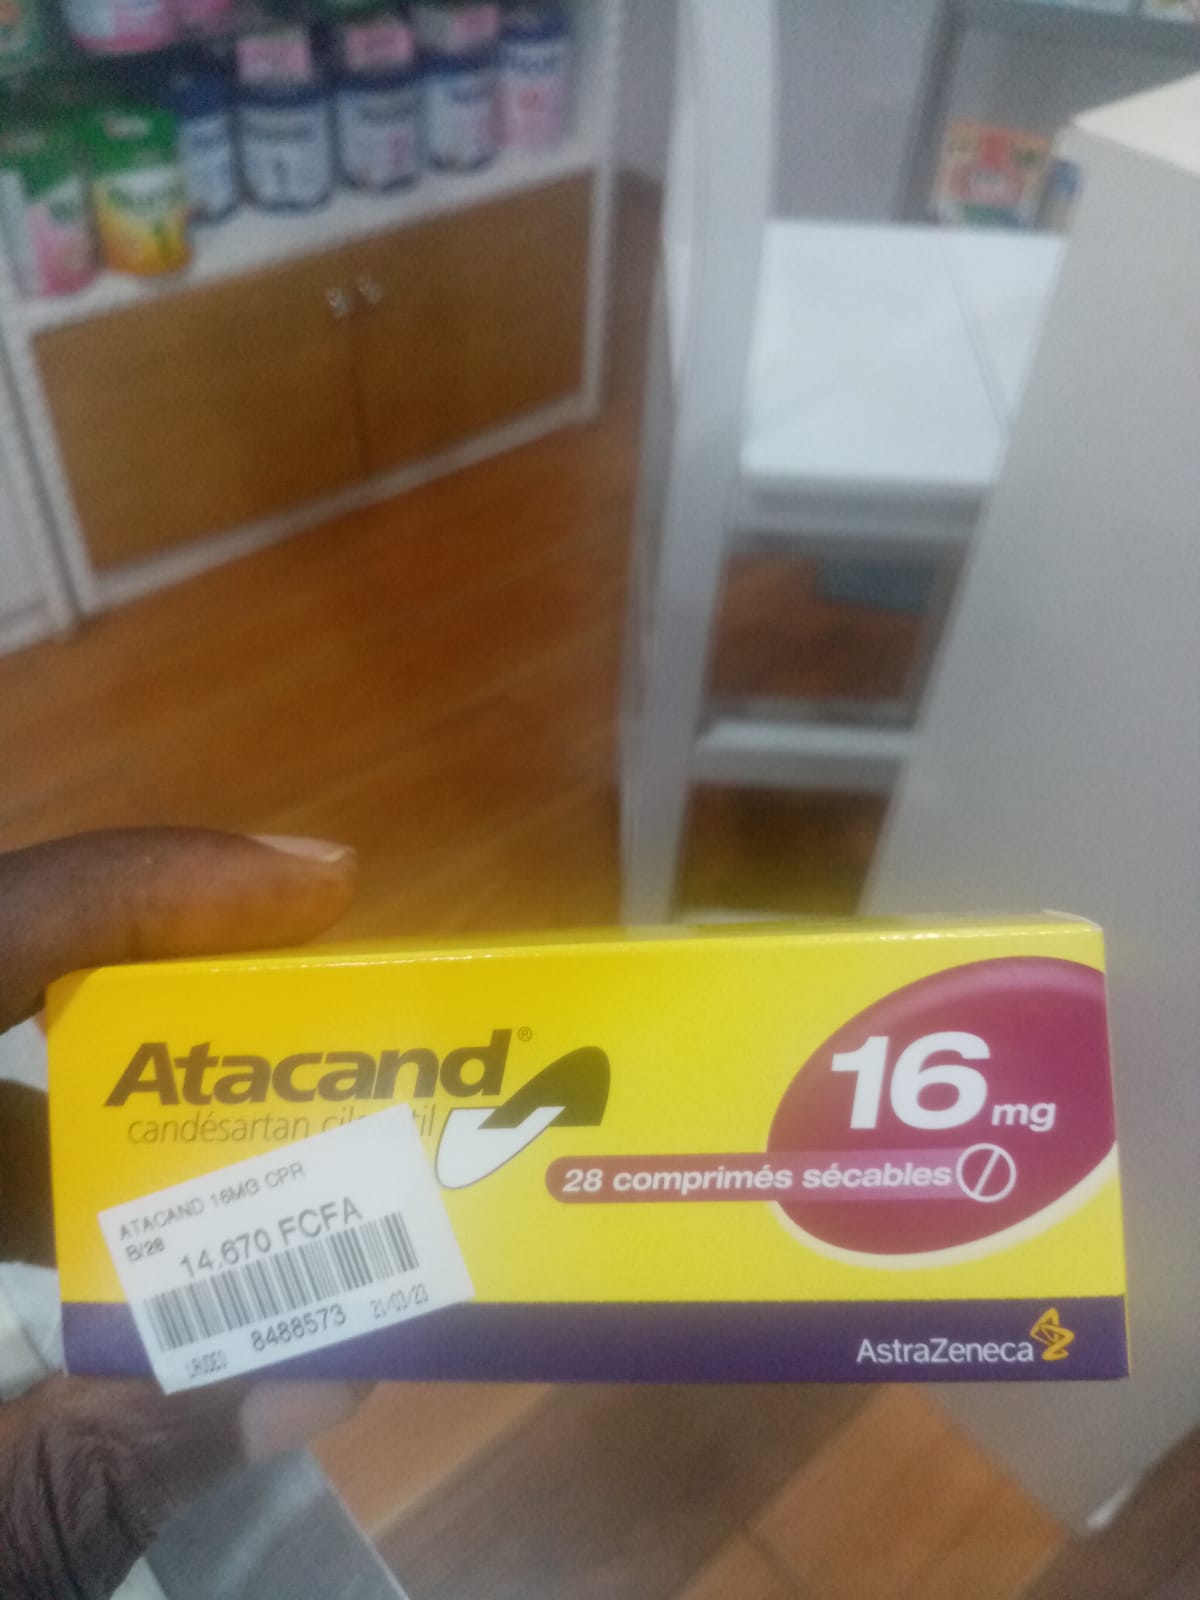 Atacand®
candésartan
16 mg
28 comprimés sécables
ATACAND 16MG CPR
B/28
14.670 FCFA
8488573
21/03/23
AstraZeneca